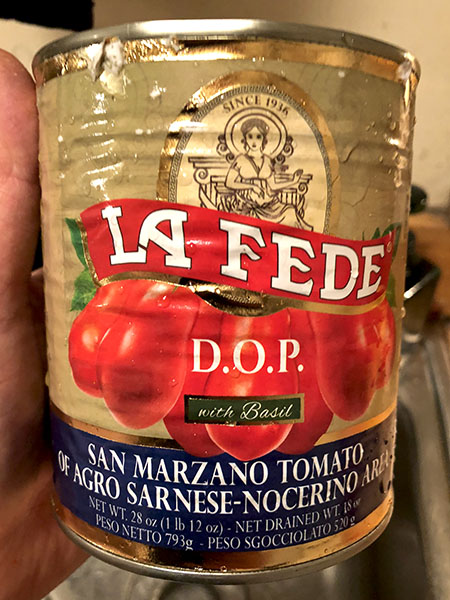 SINCE 1936
LA FEDE
D.O.P.
with Basil
SAN MARZANO TOMATO
OF AGRO SARNESE-NOCERINO AREA
NET WT. 28 oz (1 lb 12 oz) - NET DRAINED WT. 18 oz
PESO NETTO 793g - PESO SGOCCIOLATO 520 g